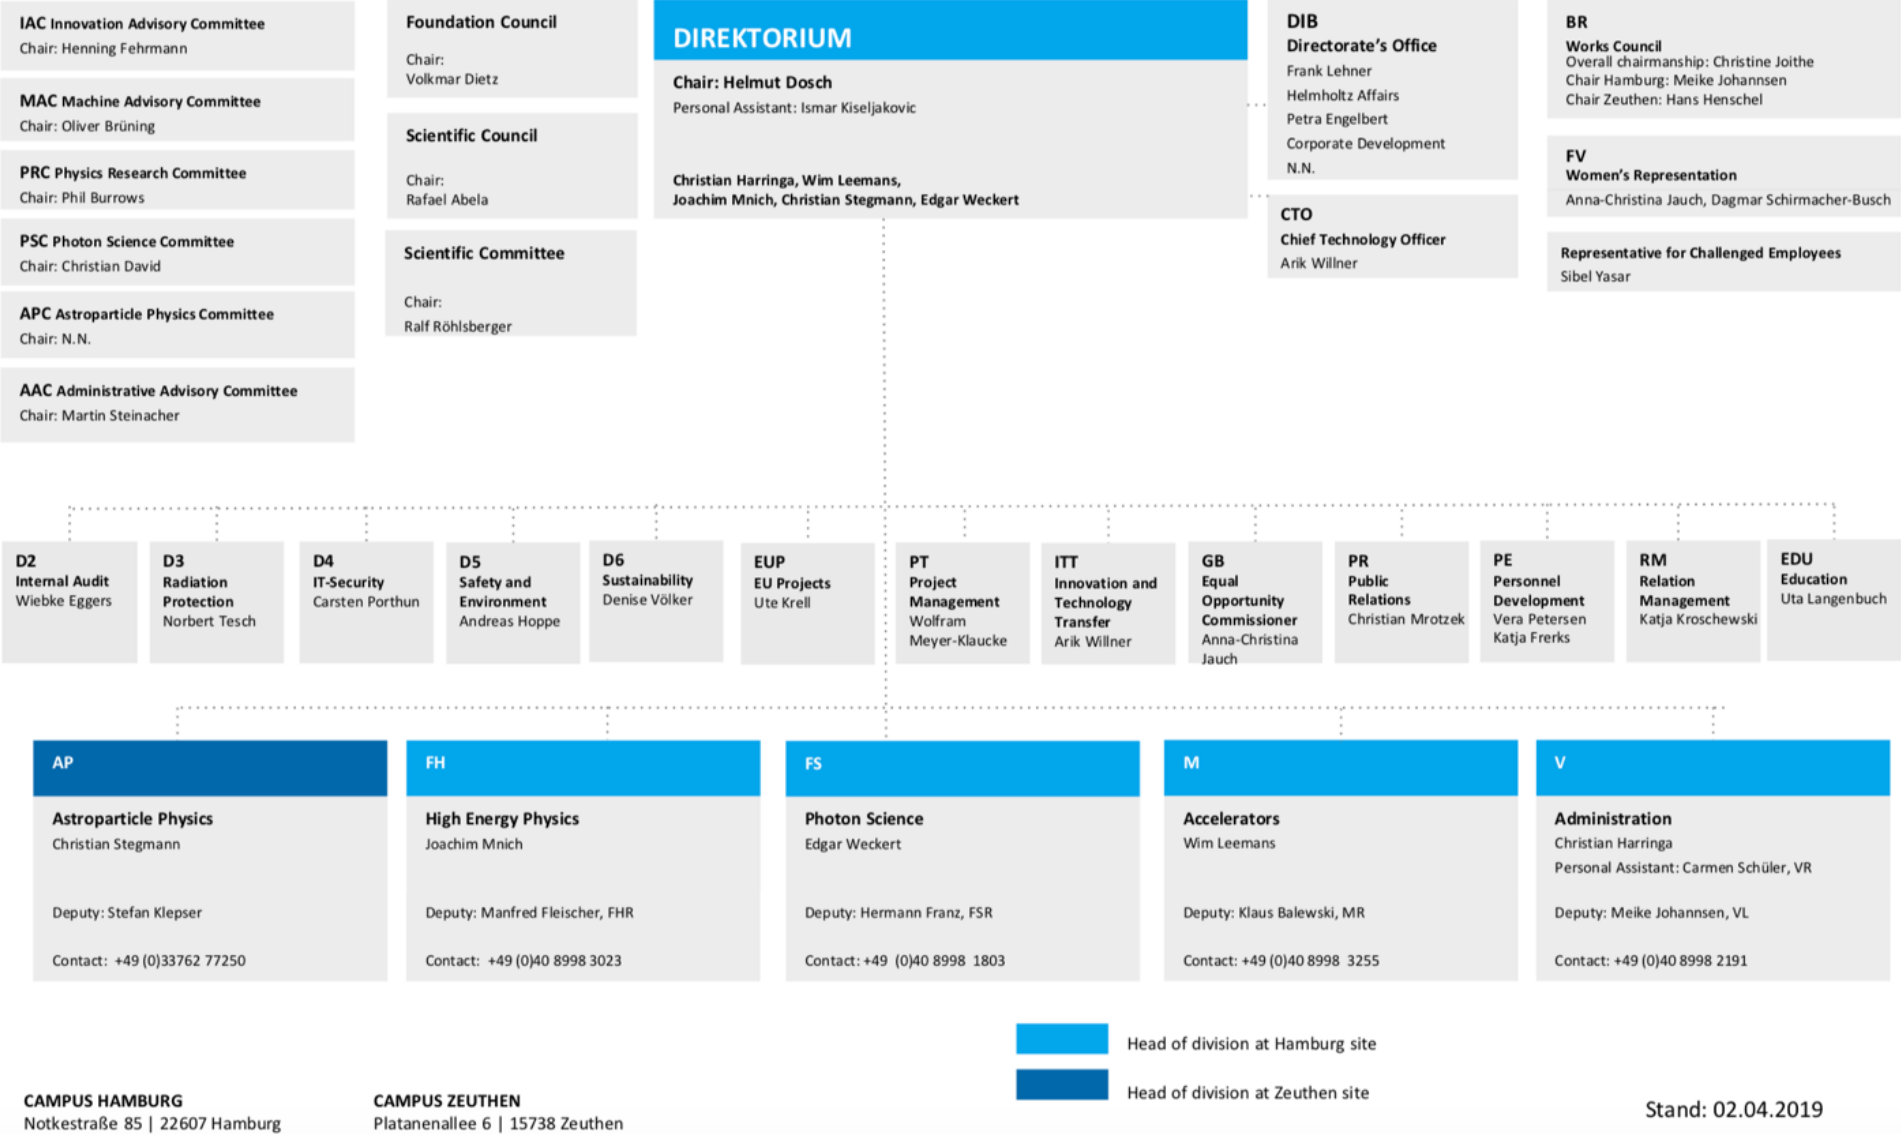 IAC Innovation Advisory Committee
Chair: Henning Fehrmann
MAC Machine Advisory Committee
Chair: Oliver Brüning
PRC Physics Research Committee
Chair: Phil Burrows
PSC Photon Science Committee
Chair: Christian David
APC Astroparticle Physics Committee
Chair: N.N.
AAC Administrative Advisory Committee
Chair: Martin Steinacher
Foundation Council
Chair:
Volkmar Dietz
Scientific Council
Chair:
Rafael Abela
Scientific Committee
Chair:
Ralf Röhlsberger
DIREKTORIUM
Chair: Helmut Dosch
Personal Assistant: Ismar Kiseljakovic
Christian Harringa, Wim Leemans,
Joachim Mnich, Christian Stegmann, Edgar Weckert
DIB
Directorate's Office
Frank Lehner
Helmholtz Affairs
Petra Engelbert
Corporate Development
N.N.
CTO
Chief Technology Officer
Arik Willner
BR
Works Council
Overall chairmanship: Christine Joithe
Chair Hamburg: Meike Johannsen
Chair Zeuthen: Hans Henschel
FV
Women's Representation
Anna-Christina Jauch, Dagmar Schirmacher-Busch
Representative for Challenged Employees
Sibel Yasar
D2
Internal Audit
Wiebke Eggers
D3
Radiation
Protection
Norbert Tesch
D4
IT-Security
Carsten Porthun
D5
Safety and
Environment
Andreas Hoppe
D6
Sustainability
Denise Völker
EUP
EU Projects
Ute Krell
PT
Project
Management
Wolfram
Meyer-Klaucke
ITT
Innovation and
Technology
Transfer
Arik Willner
GB
Equal
Opportunity
Commissioner
Anna-Christina
Jauch
PR
Public
Relations
Christian Mrotzek
PE
Personnel
Development
Vera Petersen
Katja Frerks
RM
Relation
Management
Katja Kroschewski
EDU
Education
Uta Langenbuch
AP
Astroparticle Physics
Christian Stegmann
Deputy: Stefan Klepser
Contact: +49 (0)33762 77250
FH
High Energy Physics
Joachim Mnich
Deputy: Manfred Fleischer, FHR
Contact: +49 (0)40 8998 3023
FS
Photon Science
Edgar Weckert
Deputy: Hermann Franz, FSR
Contact: +49 (0)40 8998 1803
M
Accelerators
Wim Leemans
Deputy: Klaus Balewski, MR
Contact: +49 (0)40 8998 3255
V
Administration
Christian Harringa
Personal Assistant: Carmen Schüler, VR
Deputy: Meike Johannsen, VL
Contact: +49 (0)40 8998 2191
Head of division at Hamburg site
Head of division at Zeuthen site
CAMPUS HAMBURG
Notkestraße 85 | 22607 Hamburg
CAMPUS ZEUTHEN
Platanenallee 6 | 15738 Zeuthen
Stand: 02.04.2019